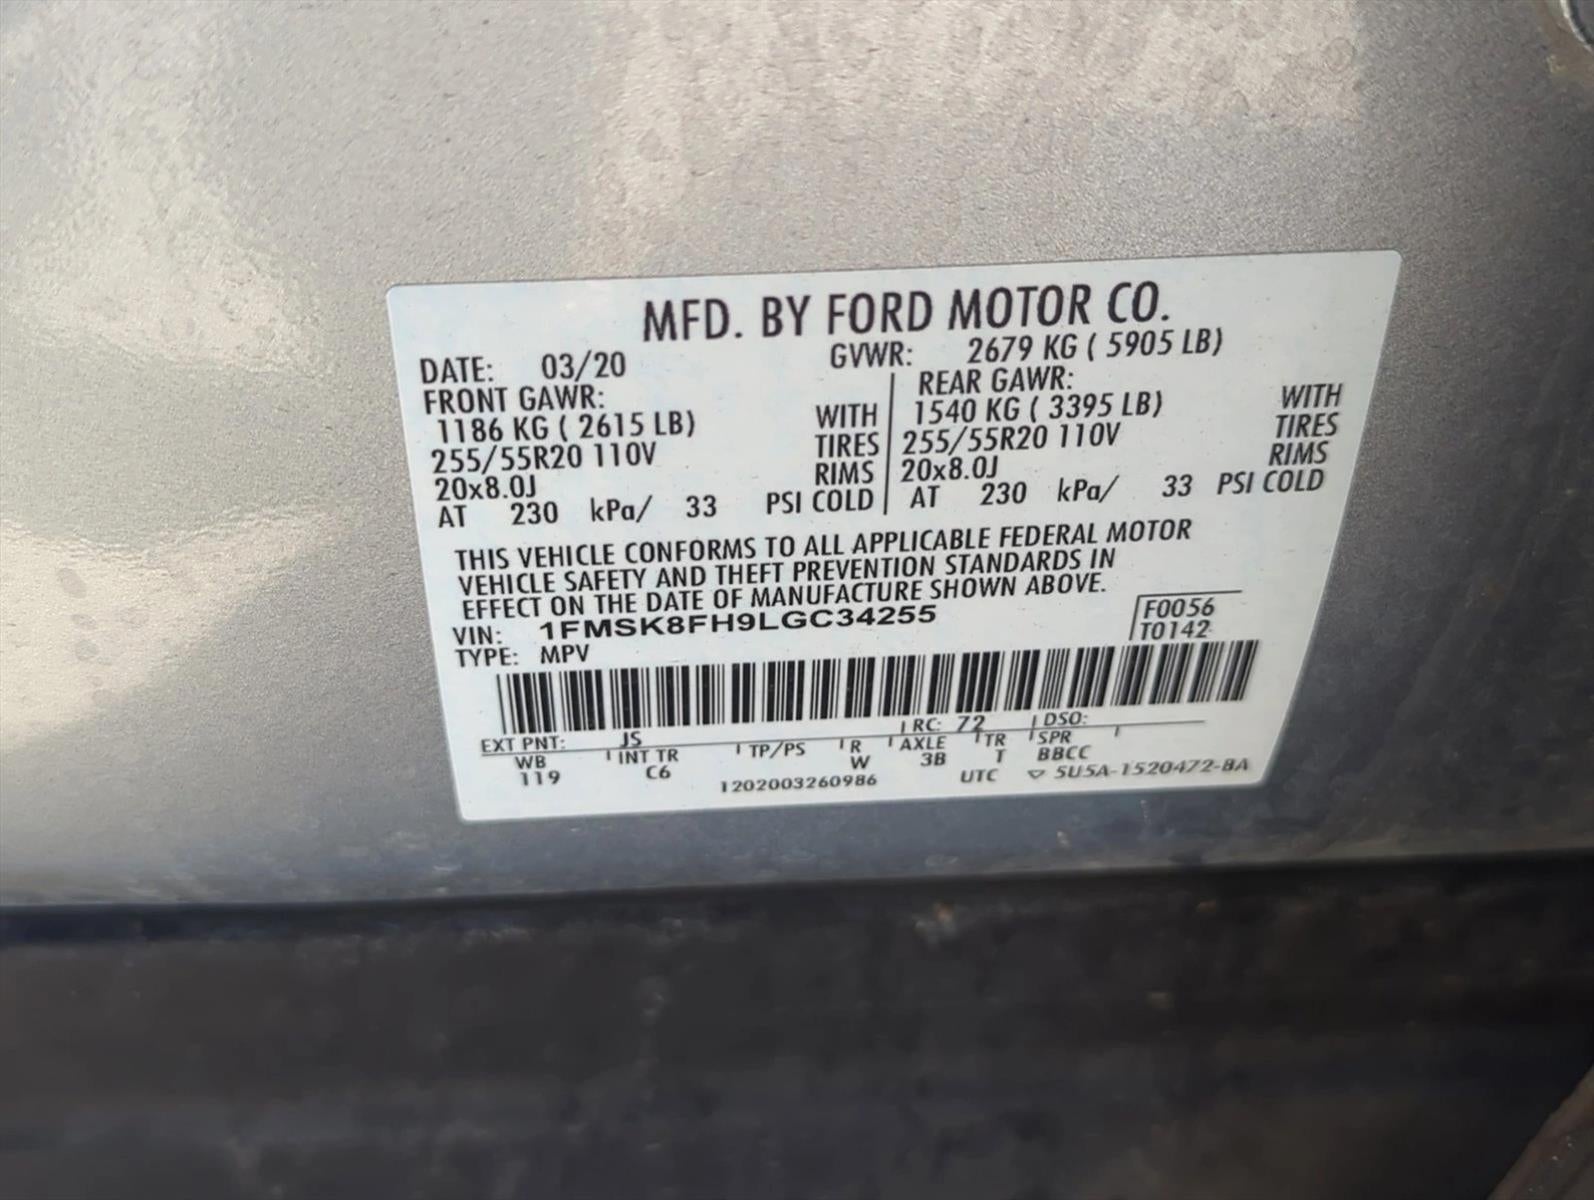 MFD. BY FORD MOTOR CO.
DATE: 03/20 GVWR: 2679 KG ( 5905 LB)
FRONT GAWR: REAR GAWR:
1186 KG ( 2615 LB) WITH 1540 KG ( 3395 LB) WITH
255/55R20 110V TIRES 255/55R20 110V TIRES
20x8.0J RIMS 20x8.0J RIMS
AT 230 kPa/ 33 PSI COLD AT 230 kPa/ 33 PSI COLD
THIS VEHICLE CONFORMS TO ALL APPLICABLE FEDERAL MOTOR
VEHICLE SAFETY AND THEFT PREVENTION STANDARDS IN
EFFECT ON THE DATE OF MANUFACTURE SHOWN ABOVE.
VIN: 1FMSK8FH9LGC34255 F0056
TYPE: MPV T0142
EXT PNT: JS RC: 72 DSO:
WB INT TR TP/PS R AXLE TR SPR
119 C6 W 3B T BBCC
1202003260986 UTC ▽ 5U5A-1520472-BA